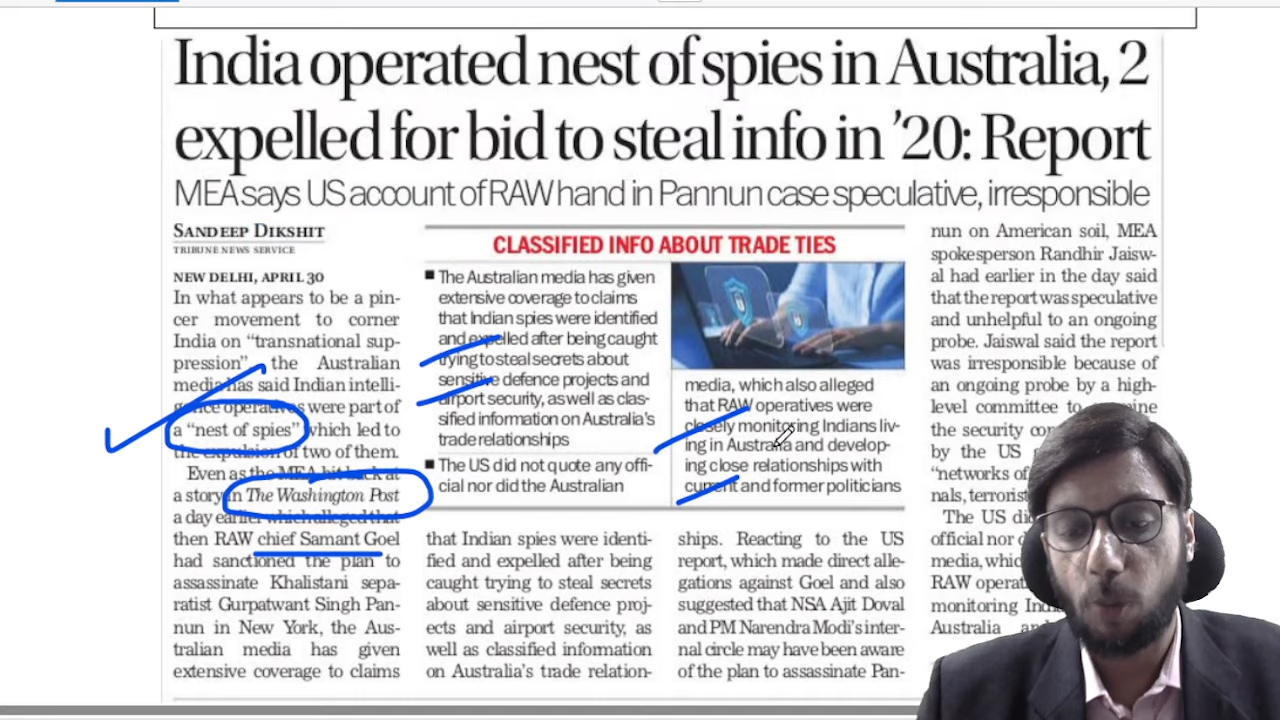 India operated nest of spies in Australia, 2
expelled for bid to steal info in ’20: Report
MEA says US account of RAW hand in Pannun case speculative, irresponsible
SANDEEP DIKSHIT
TRIBUNE NEWS SERVICE
NEW DELHI, APRIL 30
In what appears to be a pin-
cer movement to corner
India on “transnational sup-
pression”, the Australian
media has said Indian intelli-
gence operatives were part of
a “nest of spies” which led to
the expulsion of two of them.
Even as the MEA hit back at
a story in The Washington Post
a day earlier which alleged that
then RAW chief Samant Goel
had sanctioned the plan to
assassinate Khalistani sepa-
ratist Gurpatwant Singh Pan-
nun in New York, the Aus-
tralian media has given
extensive coverage to claims
CLASSIFIED INFO ABOUT TRADE TIES
The Australian media has given
extensive coverage to claims
that Indian spies were identified
and expelled after being caught
trying to steal secrets about
sensitive defence projects and
airport security, as well as clas-
sified information on Australia’s
trade relationships
The US did not quote any offi-
cial nor did the Australian
media, which also alleged
that RAW operatives were
closely monitoring Indians liv-
ing in Australia and develop-
ing close relationships with
current and former politicians
that Indian spies were identi-
fied and expelled after being
caught trying to steal secrets
about sensitive defence proj-
ects and airport security, as
well as classified information
on Australia’s trade relation-
ships. Reacting to the US
report, which made direct alle-
gations against Goel and also
suggested that NSA Ajit Doval
and PM Narendra Modi’s inter-
nal circle may have been aware
of the plan to assassinate Pan-
nun on American soil, MEA
spokesperson Randhir Jaisw-
al had earlier in the day said
that the report was speculative
and unhelpful to an ongoing
probe. Jaiswal said the report
was irresponsible because of
an ongoing probe by a high-
level committee to
the security
by the US
“networks of
nals,
The US
official nor
media,
RAW
monitoring
Australia